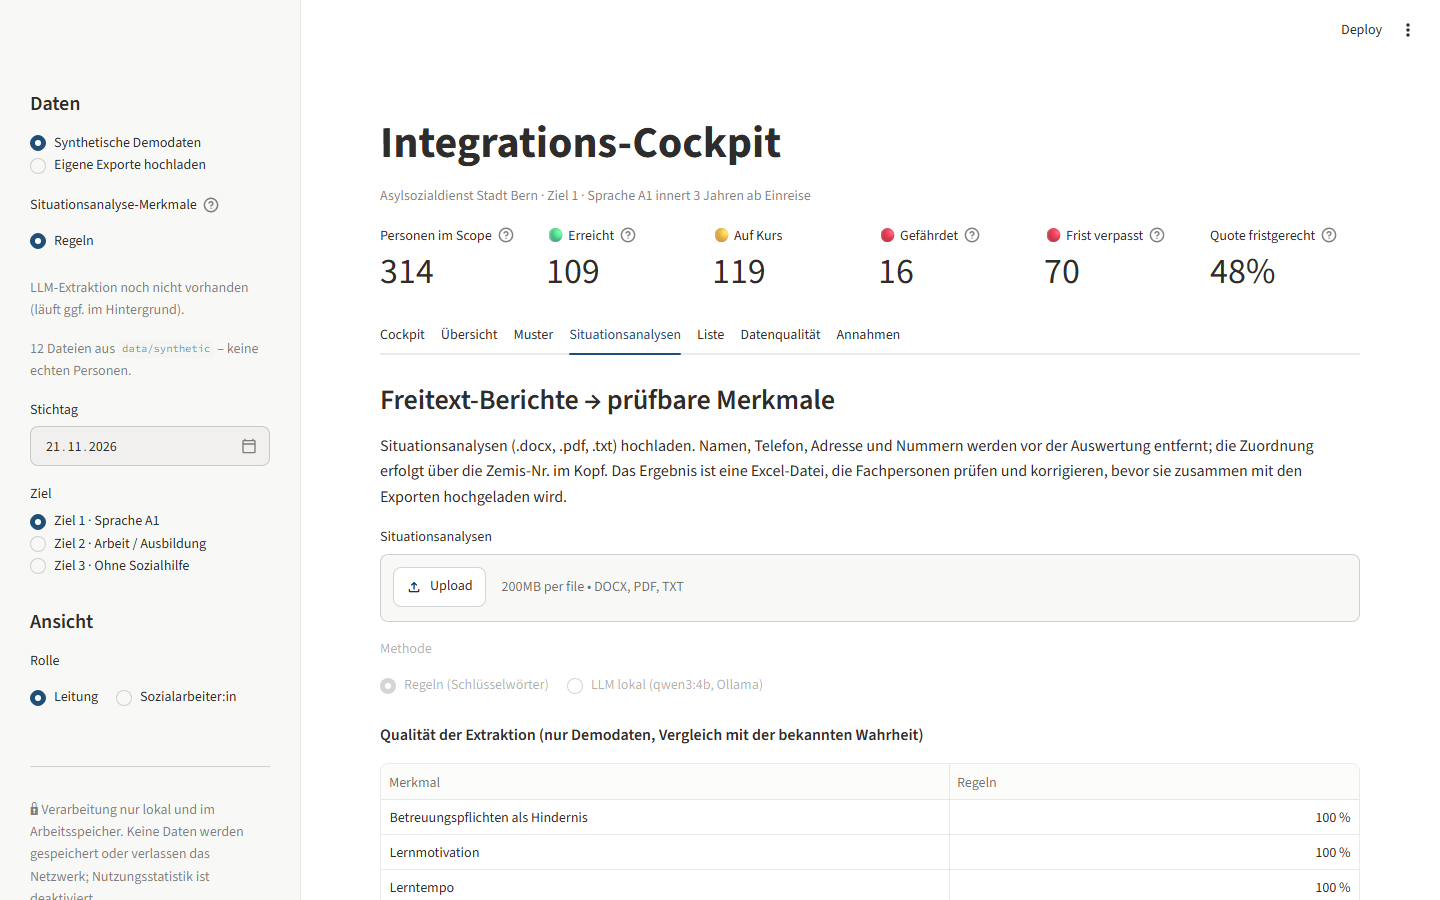 Deploy
Daten
Synthetische Demodaten
Eigene Exporte hochladen
Situationsanalyse-Merkmale
Regeln
LLM-Extraktion noch nicht vorhanden
(läuft ggf. im Hintergrund).
12 Dateien aus data/synthetic – keine
echten Personen.
Stichtag
21.11.2026
Ziel
Ziel 1 · Sprache A1
Ziel 2 · Arbeit / Ausbildung
Ziel 3 · Ohne Sozialhilfe
Ansicht
Rolle
Leitung Sozialarbeiter:in
Verarbeitung nur lokal und im
Arbeitsspeicher. Keine Daten werden
gespeichert oder verlassen das
Netzwerk; Nutzungsstatistik ist
deaktiviert
Integrations-Cockpit
Asylsozialdienst Stadt Bern · Ziel 1 · Sprache A1 innert 3 Jahren ab Einreise
Personen im Scope Erreicht Auf Kurs Gefährdet Frist verpasst Quote fristgerecht
314 109 119 16 70 48%
Cockpit Übersicht Muster Situationsanalysen Liste Datenqualität Annahmen
Freitext-Berichte → prüfbare Merkmale
Situationsanalysen (.docx, .pdf, .txt) hochladen. Namen, Telefon, Adresse und Nummern werden vor der Auswertung entfernt; die Zuordnung
erfolgt über die Zemis-Nr. im Kopf. Das Ergebnis ist eine Excel-Datei, die Fachpersonen prüfen und korrigieren, bevor sie zusammen mit den
Exporten hochgeladen wird.
Situationsanalysen
Upload 200MB per file • DOCX, PDF, TXT
Methode
Regeln (Schlüsselwörter) LLM lokal (qwen3:4b, Ollama)
Qualität der Extraktion (nur Demodaten, Vergleich mit der bekannten Wahrheit)
Merkmal Regeln
Betreuungspflichten als Hindernis 100 %
Lernmotivation 100 %
Lerntempo 100 %